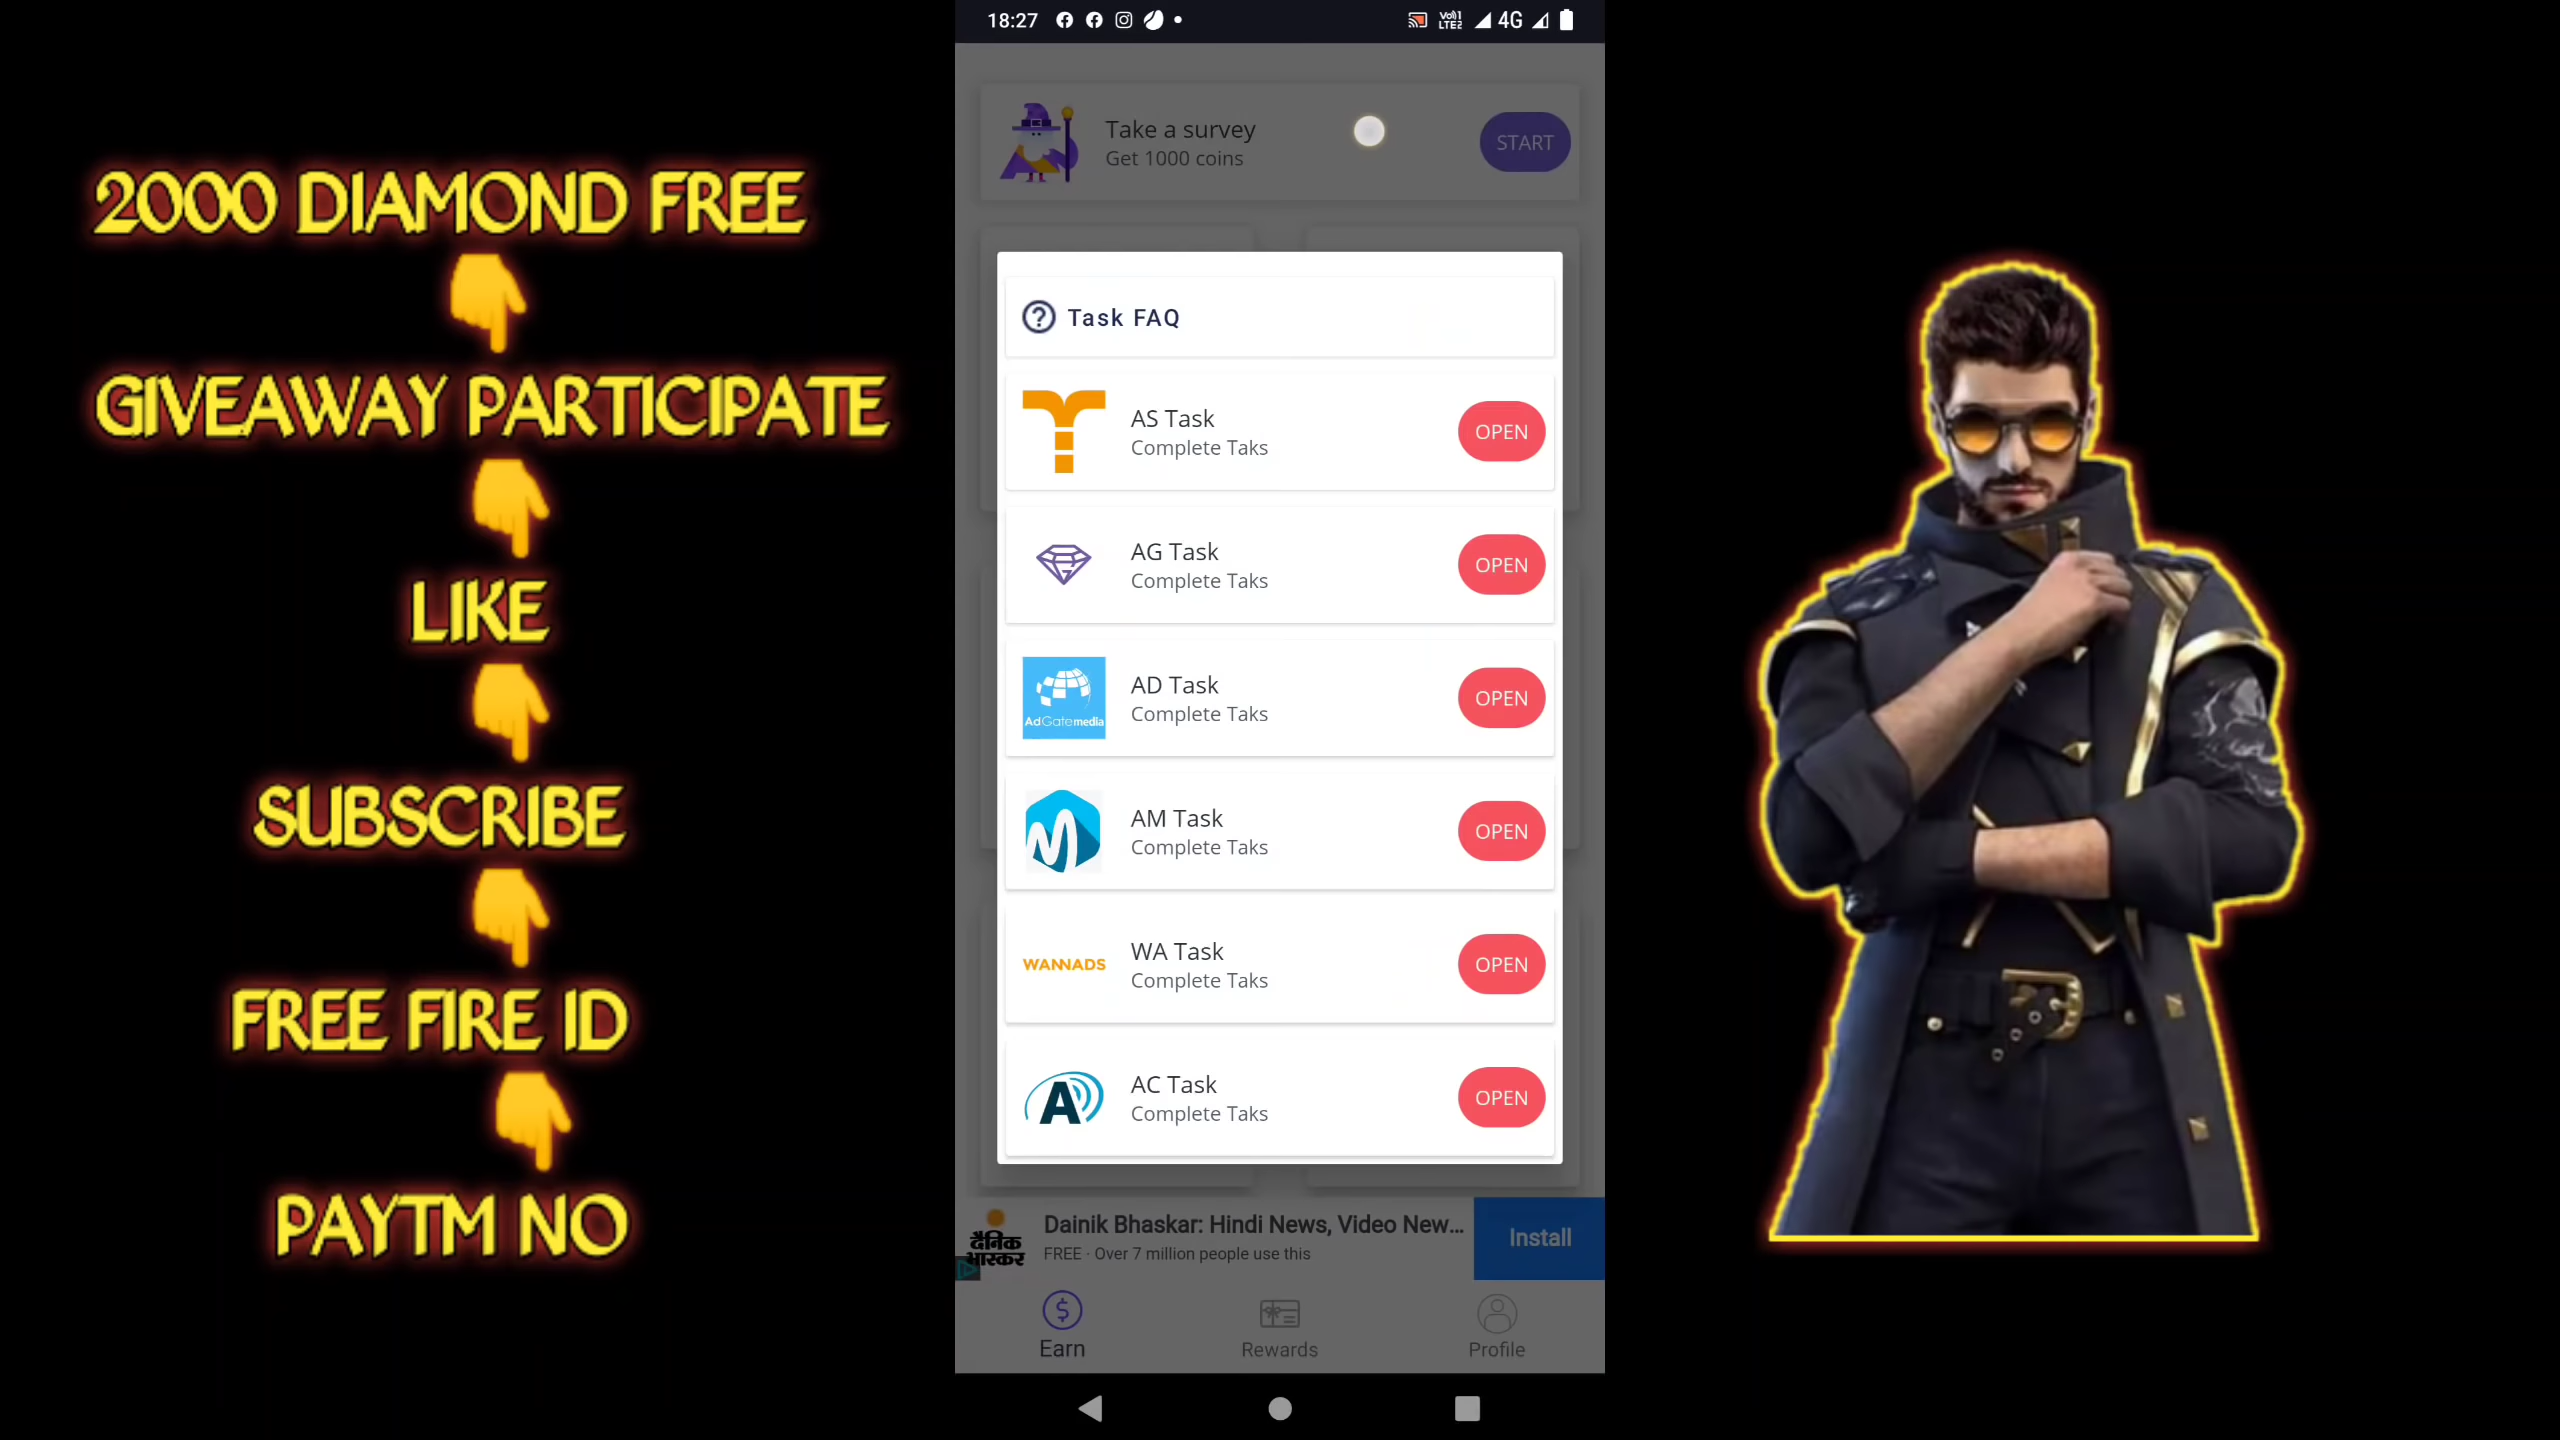 2000 DIAMOND FREE
GIVEAWAY PARTICIPATE
LIKE
SUBSCRIBE
FREE FIRE ID
PAYTM NO
18:27
VoLTE2
4G
Take a survey
Get 1000 coins
START
Task FAQ
AS Task
Complete Taks
OPEN
AG Task
Complete Taks
OPEN
AdGatemedia
AD Task
Complete Taks
OPEN
AM Task
Complete Taks
OPEN
WANNADS
WA Task
Complete Taks
OPEN
AC Task
Complete Taks
OPEN
दैनिक
भास्कर
Dainik Bhaskar: Hindi News, Video New...
FREE · Over 7 million people use this
Install
Earn
Rewards
Profile